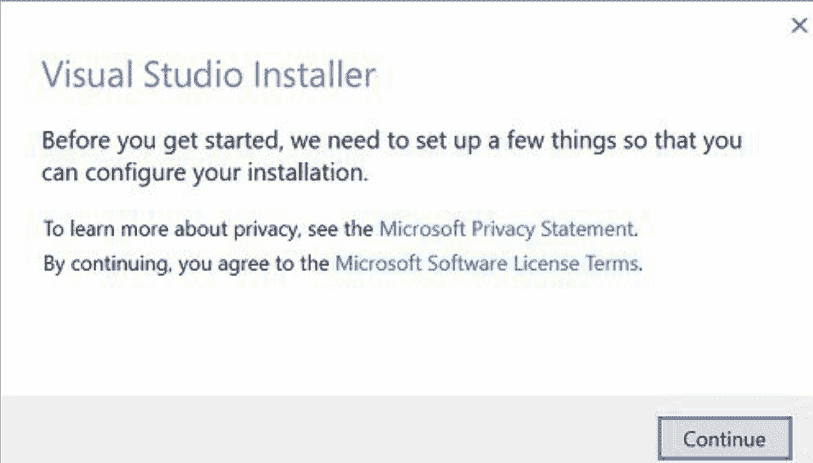 Visual Studio Installer
Before you get started, we need to set up a few things so that you
can configure your installation.
To learn more about privacy, see the Microsoft Privacy Statement.
By continuing, you agree to the Microsoft Software License Terms.
Continue